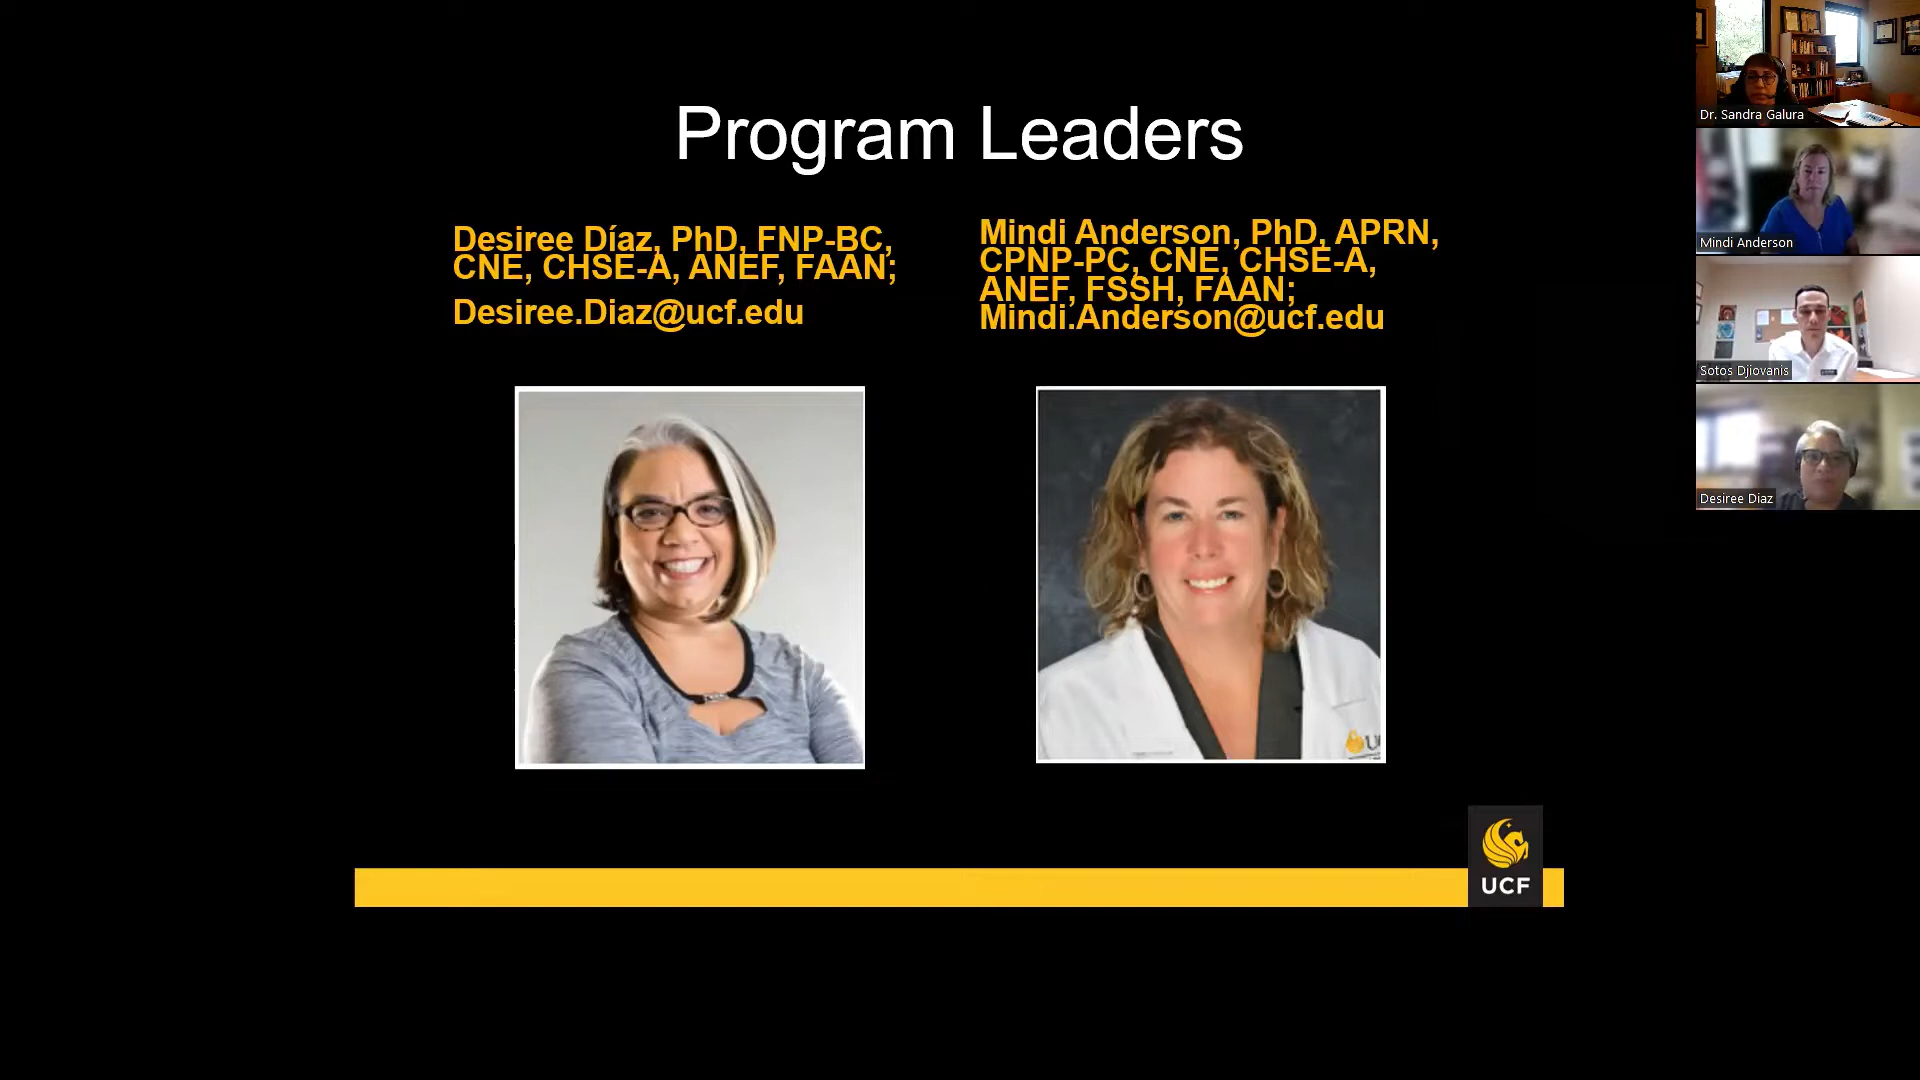 Program Leaders
Desiree Díaz, PhD, FNP-BC,
CNE, CHSE-A, ANEF, FAAN;
Desiree.Diaz@ucf.edu
Mindi Anderson, PhD, APRN,
CPNP-PC, CNE, CHSE-A,
ANEF, FSSH, FAAN;
Mindi.Anderson@ucf.edu
UCF
Dr. Sandra Galura
Mindi Anderson
Sotos Djiovanis
Desiree Diaz